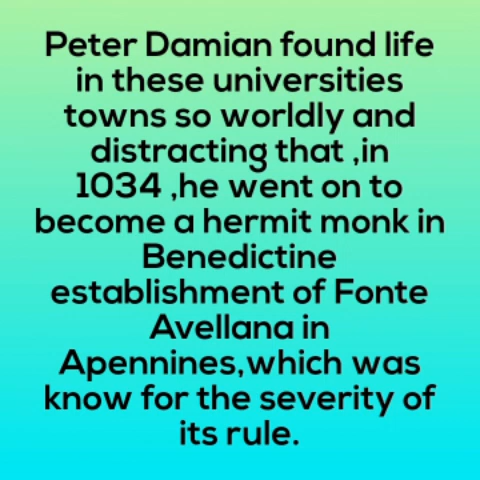 Peter Damian found life
in these universities
towns so worldly and
distracting that ,in
1034 ,he went on to
become a hermit monk in
Benedictine
establishment of Fonte
Avellana in
Apennines,which was
know for the severity of
its rule.